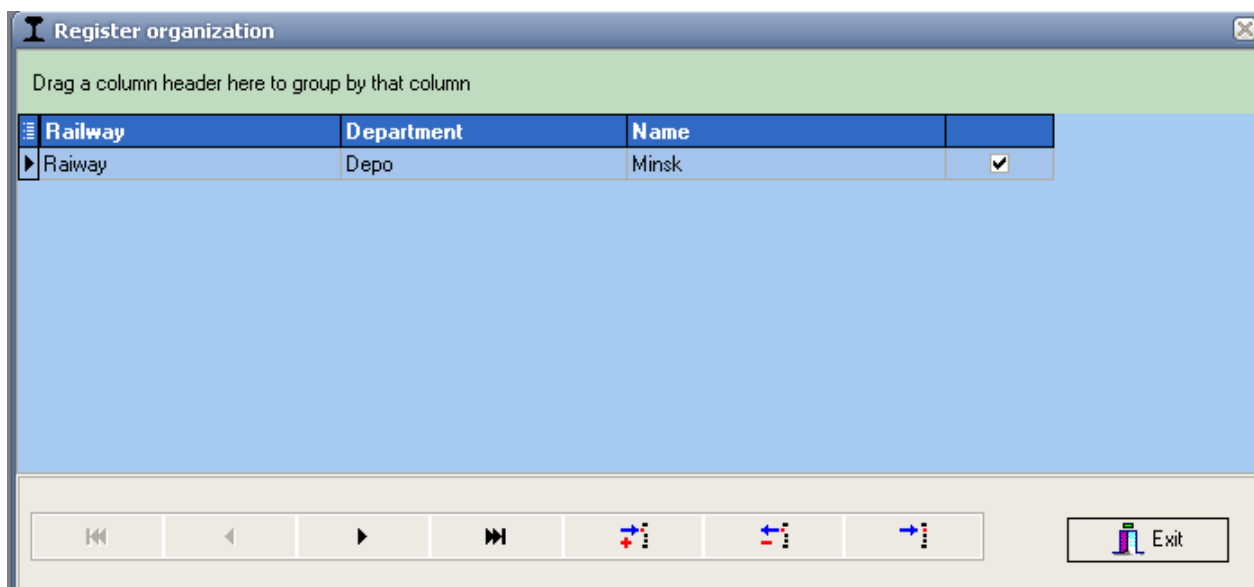 Register organization
Drag a column header here to group by that column
Railway Department Name
Raiway Depo Minsk
Exit